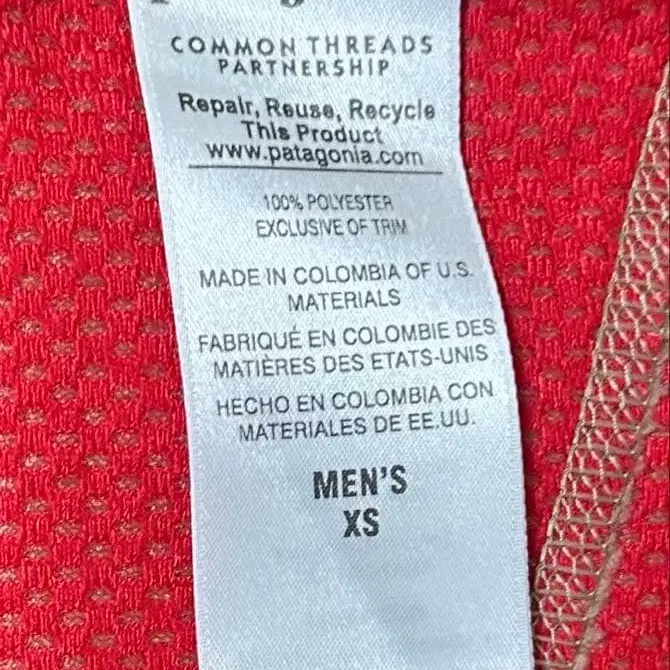 COMMON THREADS
PARTNERSHIP
Repair, Reuse, Recycle
This Product
www.patagonia.com
100% POLYESTER
EXCLUSIVE OF TRIM
MADE IN COLOMBIA OF U.S.
MATERIALS
FABRIQUÉ EN COLOMBIE DES
MATIÈRES DES ETATS-UNIS
HECHO EN COLOMBIA CON
MATERIALES DE EE.UU.
MEN'S
XS